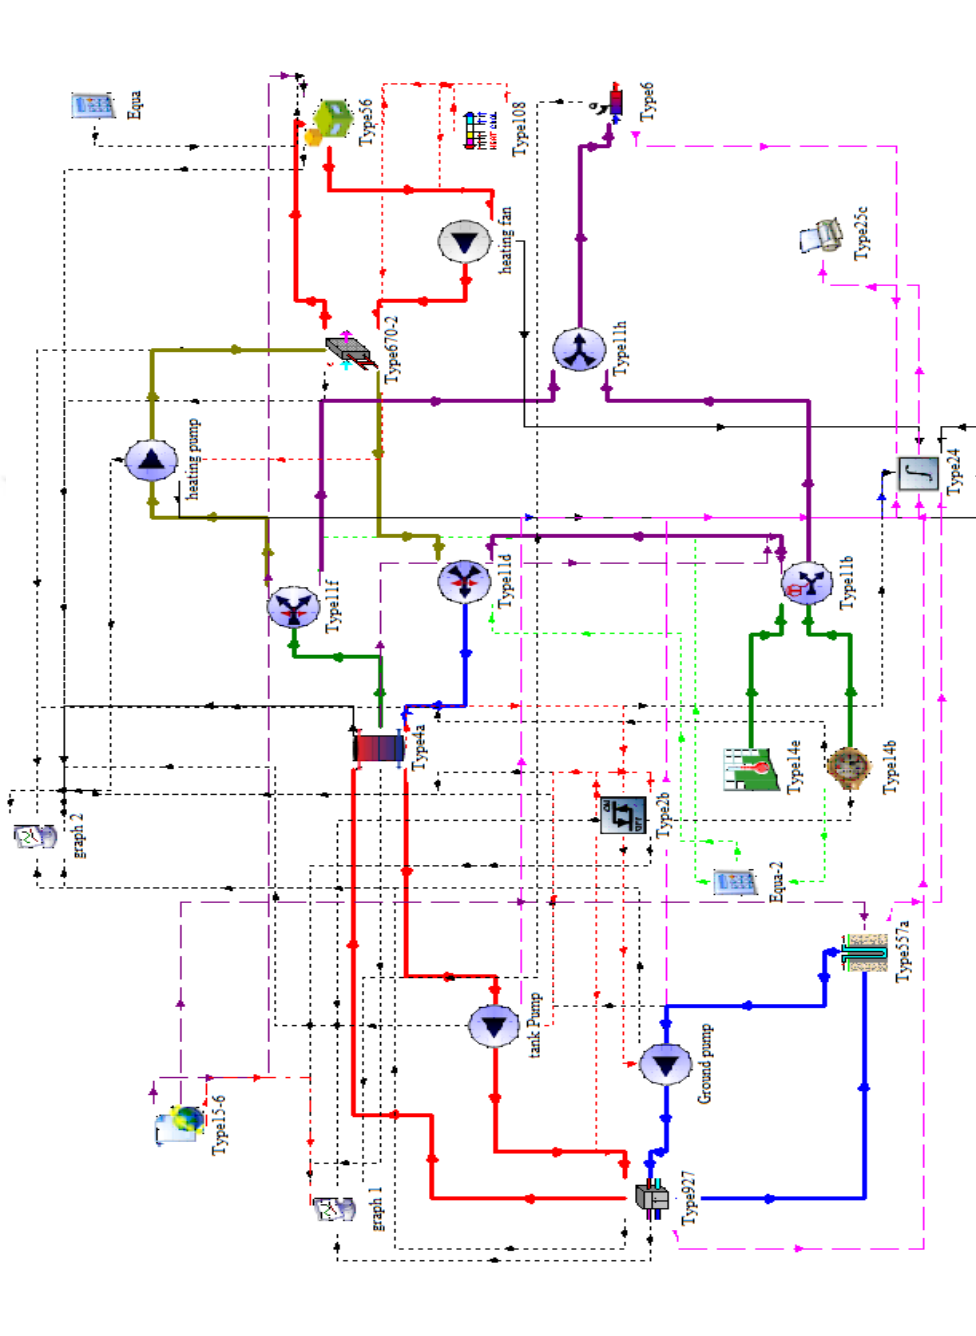 Equa
Type56
Type108
Type6
heating fan
Type25c
Type670-2
Type11h
heating pump
Type24
Type11f
Type11d
Type11b
Type4a
Type14e
Type14b
graph 2
Type2b
Equa-2
Type557a
tank Pump
Ground pump
Type15-6
graph 1
Type927